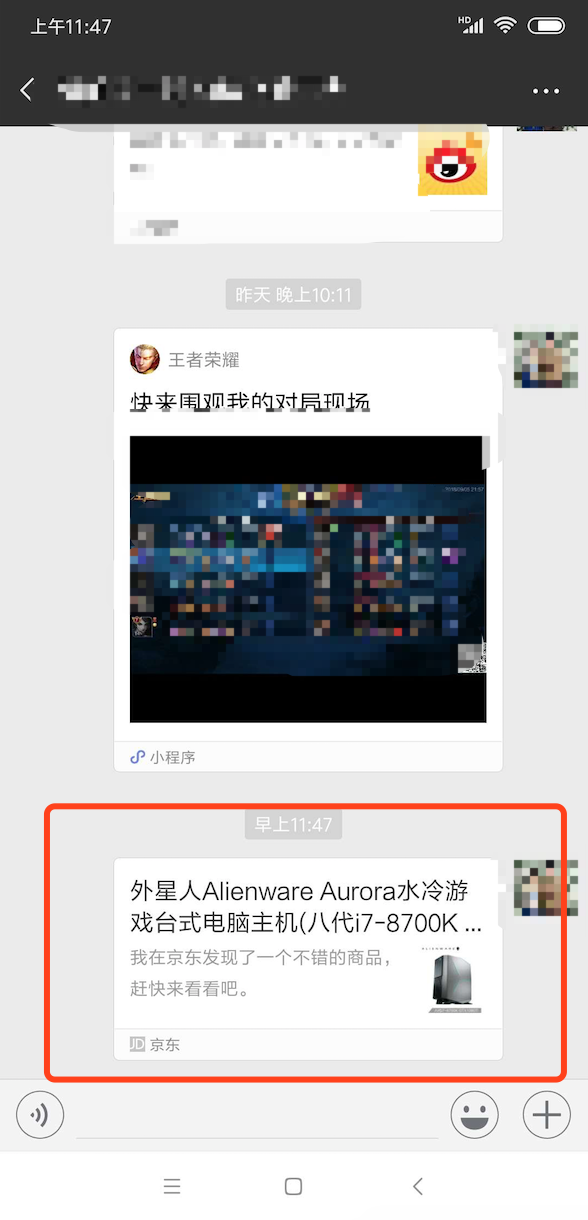 上午11:47
HD
昨天 晚上10:11
王者荣耀
快来围观我的对局现场
小程序
早上11:47
外星人Alienware Aurora水冷游
戏台式电脑主机(八代i7-8700K ...
我在京东发现了一个不错的商品，
赶快来看看吧。
ALIENWARE
JD 京东